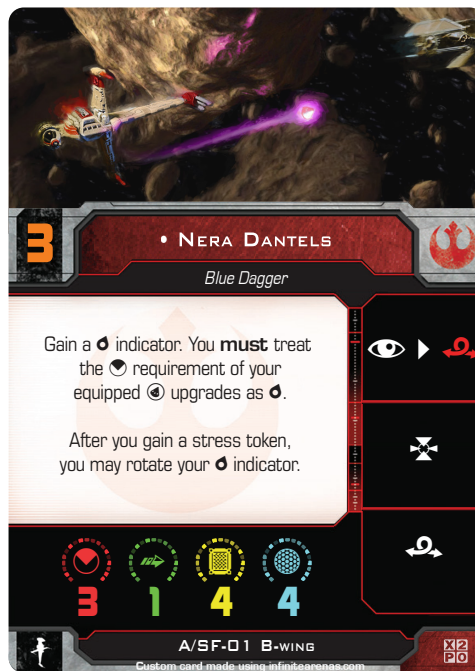 3
• Nera Dantels
Blue Dagger
Gain a indicator. You must treat
the requirement of your
equipped upgrades as .
After you gain a stress token,
you may rotate your indicator.
3 1 4 4
A/SF-01 B-wing
X2
PO
Custom card made using infinitearenas.com